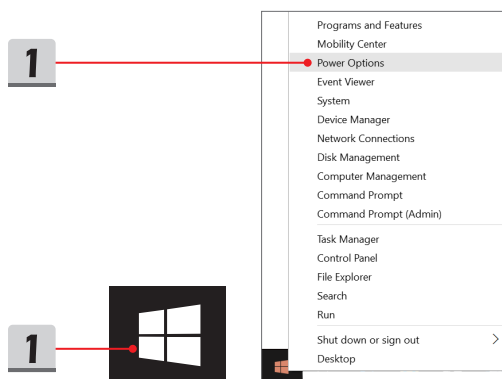 Programs and Features
Mobility Center
1
Power Options
Event Viewer
System
Device Manager
Network Connections
Disk Management
Computer Management
Command Prompt
Command Prompt (Admin)
Task Manager
Control Panel
File Explorer
Search
Run
1
Shut down or sign out
Desktop